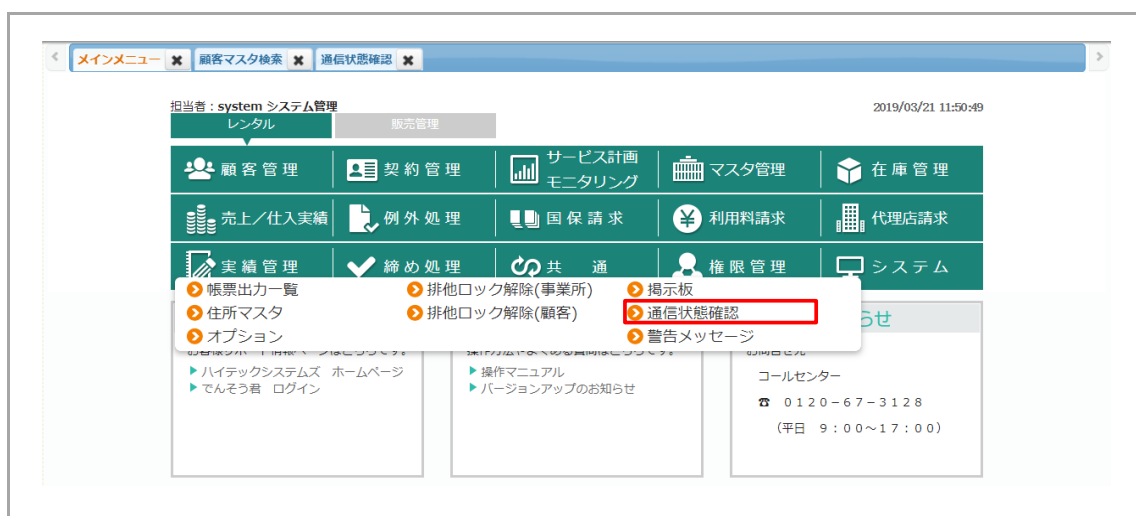 メインメニュー 顧客マスタ検索 通信状態確認
担当者：system システム管理 2019/03/21 11:50:49
レンタル 販売管理
顧客管理 契約管理 サービス計画 モニタリング マスタ管理 在庫管理
売上／仕入実績 例外処理 国保請求 利用料請求 代理店請求
実績管理 締め処理 共 通 権限管理 システム
帳票出力一覧 排他ロック解除(事業所) 掲示板
住所マスタ 排他ロック解除(顧客) 通信状態確認
オプション 警告メッセージ
らせ
ハイテックシステムズ ホームページ
でんそう君 ログイン
操作マニュアル
バージョンアップのお知らせ
コールセンター
☎ ０１２０－６７－３１２８
（平日 ９：００～１７：００）